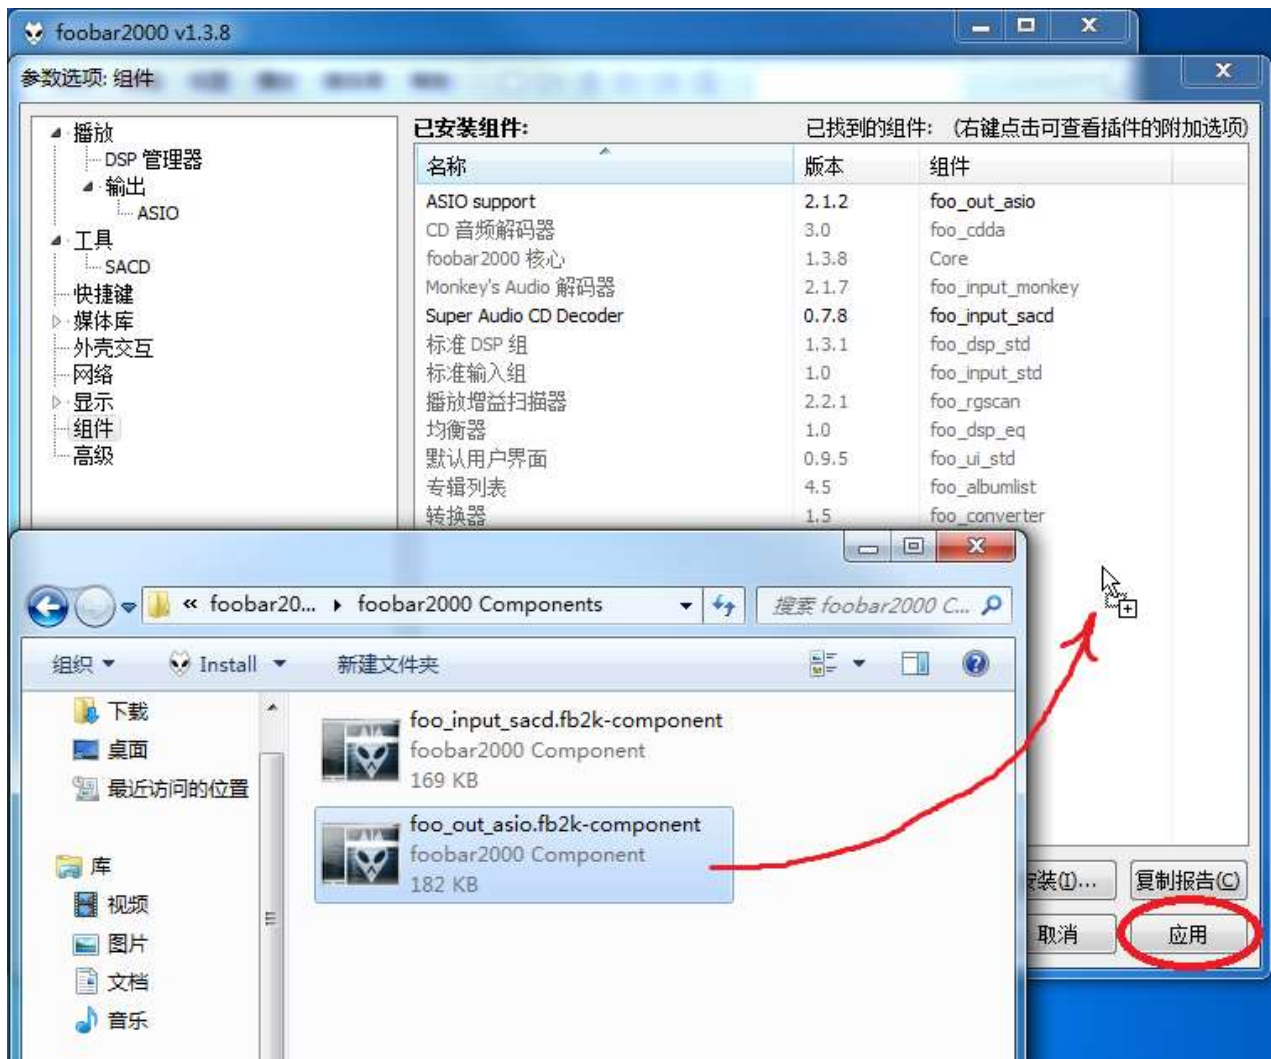 foobar2000 v1.3.8
参数选项: 组件
播放
DSP 管理器
输出
ASIO
工具
SACD
快捷键
媒体库
外壳交互
网络
显示
组件
高级
已安装组件: 已找到的组件: (右键点击可查看插件的附加选项)
名称 版本 组件
ASIO support 2.1.2 foo_out_asio
CD 音频解码器 3.0 foo_cdda
foobar2000 核心 1.3.8 Core
Monkey's Audio 解码器 2.1.7 foo_input_monkey
Super Audio CD Decoder 0.7.8 foo_input_sacd
标准 DSP 组 1.3.1 foo_dsp_std
标准输入组 1.0 foo_input_std
播放增益扫描器 2.2.1 foo_rgscan
均衡器 1.0 foo_dsp_eq
默认用户界面 0.9.5 foo_ui_std
专辑列表 4.5 foo_albumlist
转换器 1.5 foo_converter
« foobar20... foobar2000 Components 搜索 foobar2000 C...
组织 Install 新建文件夹
下载
桌面
最近访问的位置
库
视频
图片
文档
音乐
foo_input_sacd.fb2k-component
foobar2000 Component
169 KB
foo_out_asio.fb2k-component
foobar2000 Component
182 KB
装(I)... 复制报告(C)
取消 应用